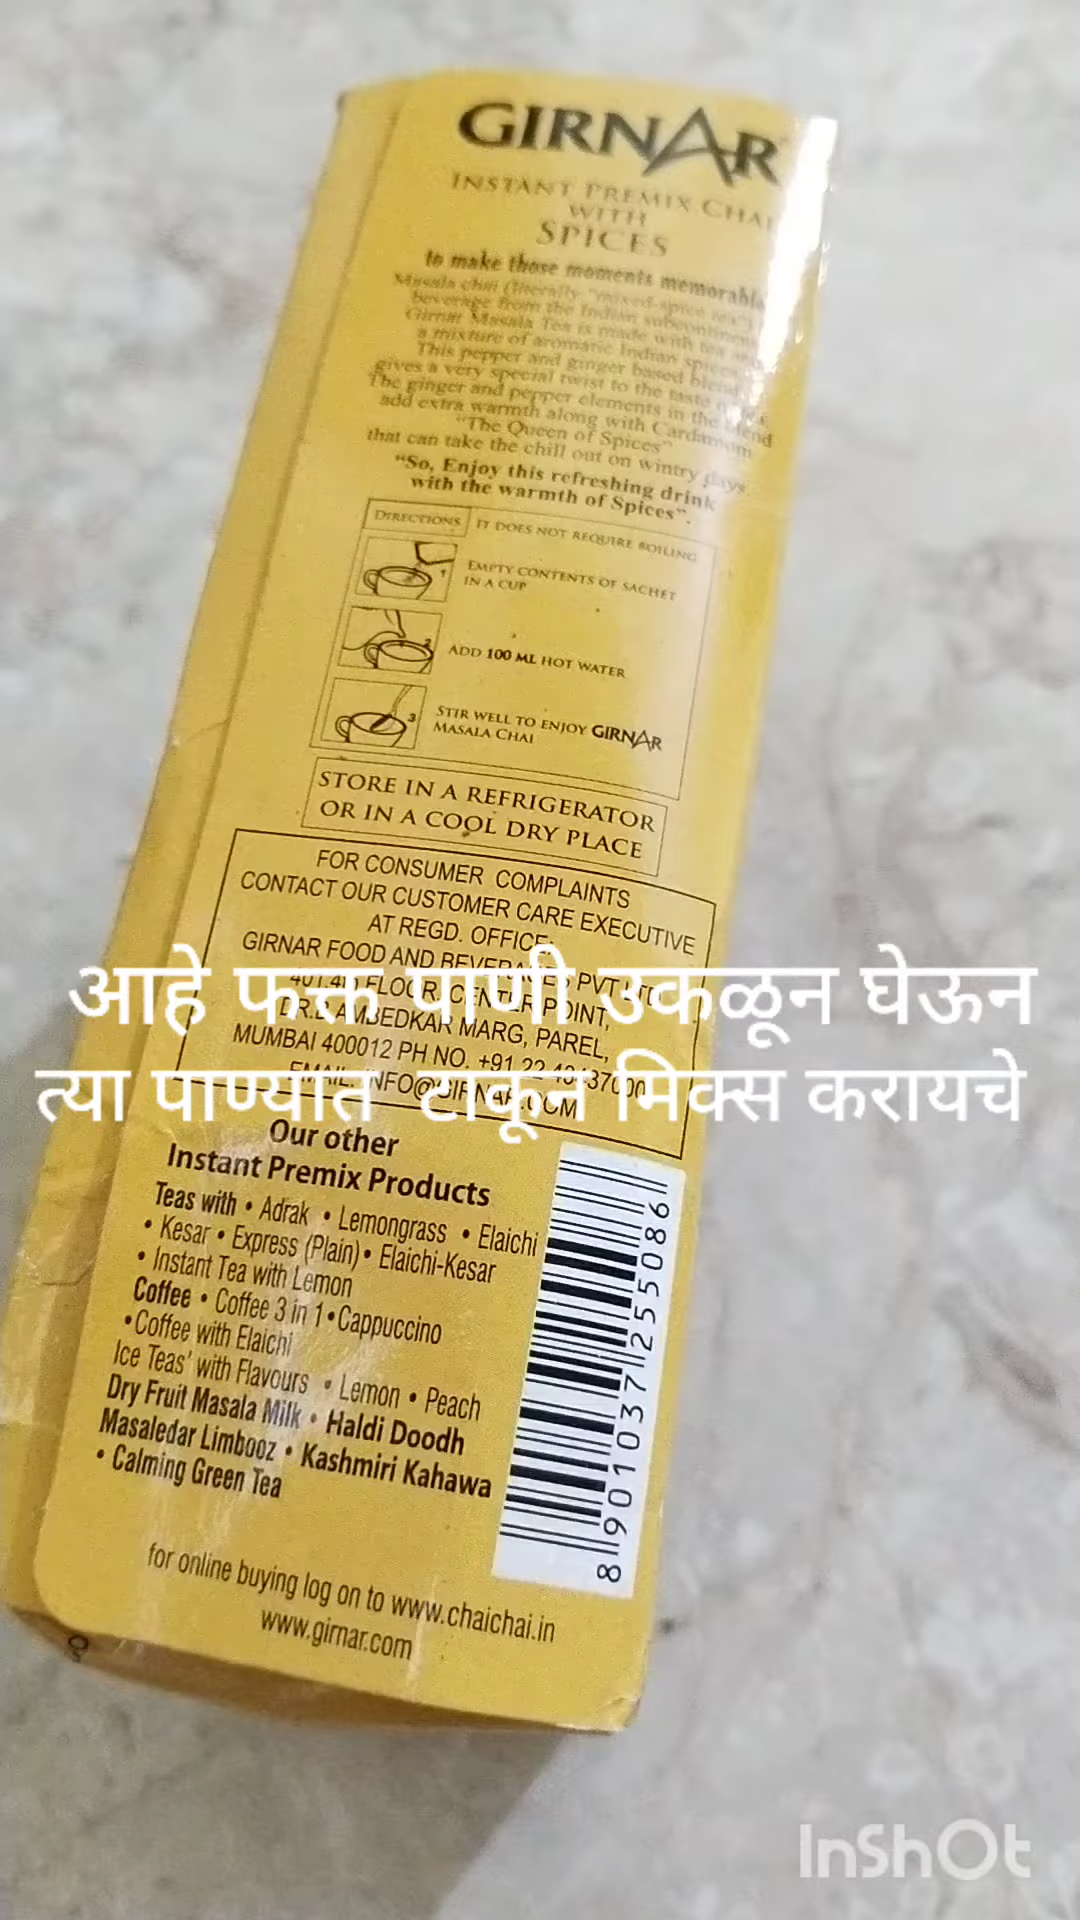 GIRNAR
INSTANT PREMIX CHAI
WITH
SPICES
to make those moments memorable
Masala chai (literally "mixed-spice tea")
beverage from the Indian subcontinent
Girnar Masala Tea is made with tea and
a mixture of aromatic Indian spices
This pepper and ginger based blend
gives a very special twist to the taste
The ginger and pepper elements in the blend
add extra warmth along with Cardamom
"The Queen of Spices"
that can take the chill out on wintry days
"So, Enjoy this refreshing drink
with the warmth of Spices".
DIRECTIONS IT DOES NOT REQUIRE BOILING
1 EMPTY CONTENTS OF SACHET
IN A CUP
2 ADD 100 ML HOT WATER
3 STIR WELL TO ENJOY GIRNAR
MASALA CHAI
STORE IN A REFRIGERATOR
OR IN A COOL DRY PLACE
FOR CONSUMER COMPLAINTS
CONTACT OUR CUSTOMER CARE EXECUTIVE
AT REGD. OFFICE:
GIRNAR FOOD AND BEVERAGES PVT LTD
FLOOR, CENTER POINT,
AMBEDKAR MARG, PAREL,
MUMBAI 400012 PH NO. +91 22
EMAIL: INFO@GIRNAR.COM
आहे फक्त पाणी उकळून घेऊन
त्या पाण्यात टाकून मिक्स करायचे
Our other
Instant Premix Products
Teas with • Adrak • Lemongrass • Elaichi
• Kesar • Express (Plain) • Elaichi-Kesar
• Instant Tea with Lemon
Coffee • Coffee 3 in 1 • Cappuccino
• Coffee with Elaichi
Ice Teas' with Flavours • Lemon • Peach
Dry Fruit Masala Milk • Haldi Doodh
Masaledar Limbooz • Kashmiri Kahawa
• Calming Green Tea
8 901037 255086
for online buying log on to www.chaichai.in
www.girnar.com
InShOt